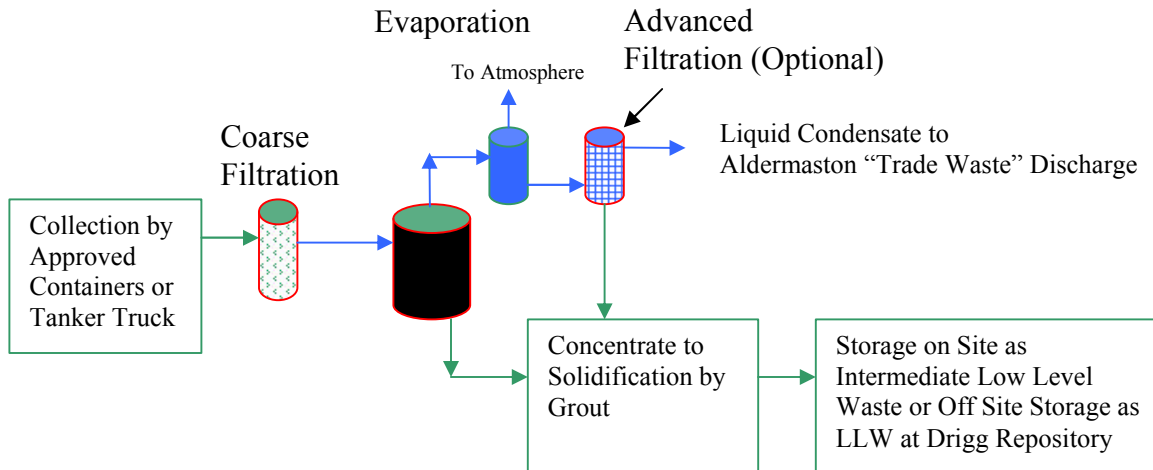 Evaporation
To Atmosphere
Advanced
Filtration (Optional)
Coarse
Filtration
Liquid Condensate to
Aldermaston “Trade Waste” Discharge
Collection by
Approved
Containers or
Tanker Truck
Concentrate to
Solidification by
Grout
Storage on Site as
Intermediate Low Level
Waste or Off Site Storage as
LLW at Drigg Repository